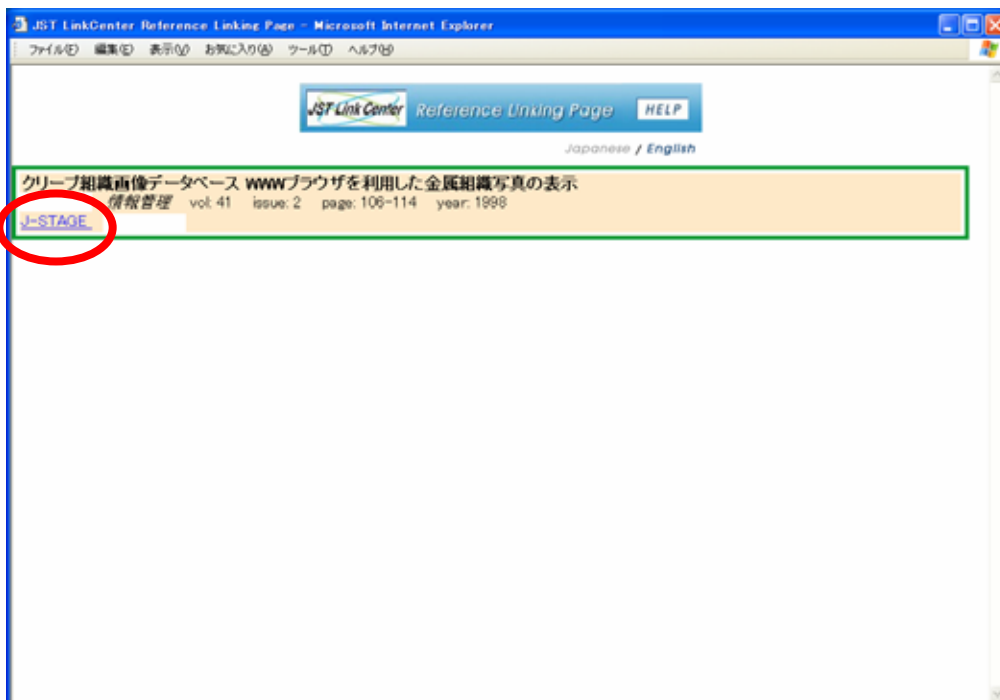 JST LinkCenter Reference Linking Page - Microsoft Internet Explorer
ファイル(F) 編集(E) 表示(V) お気に入り(A) ツール(T) ヘルプ(H)
JST Link Center Reference Linking Page HELP
Japanese / English
クリープ組織画像データベース WWWブラウザを利用した金属組織写真の表示
情報管理 vol: 41 issue: 2 page: 106-114 year: 1998
J-STAGE